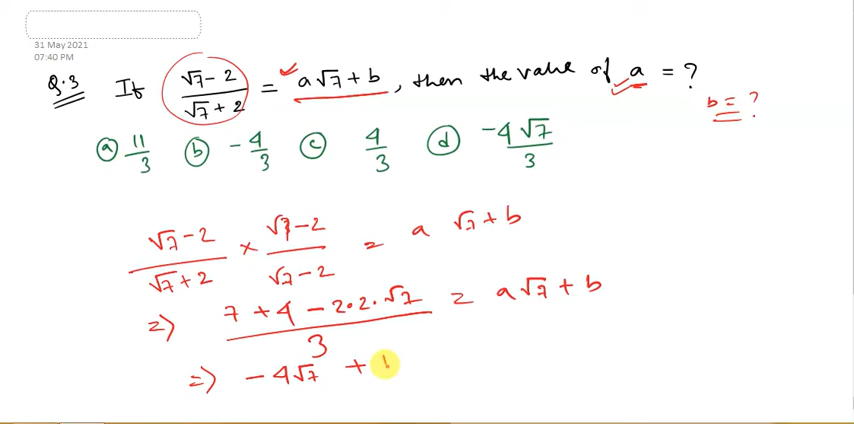 31 May 2021
07:40 PM
Q.3 If (√7 - 2)/(√7 + 2) = a√7 + b, then the value of a = ?
b = ?
(a) 11/3 (b) -4/3 (c) 4/3 (d) -4√7/3
(√7 - 2)/(√7 + 2) × (√7 - 2)/(√7 - 2) = a √7 + b
=> (7 + 4 - 2·2·√7)/3 = a√7 + b
=> -4√7 +